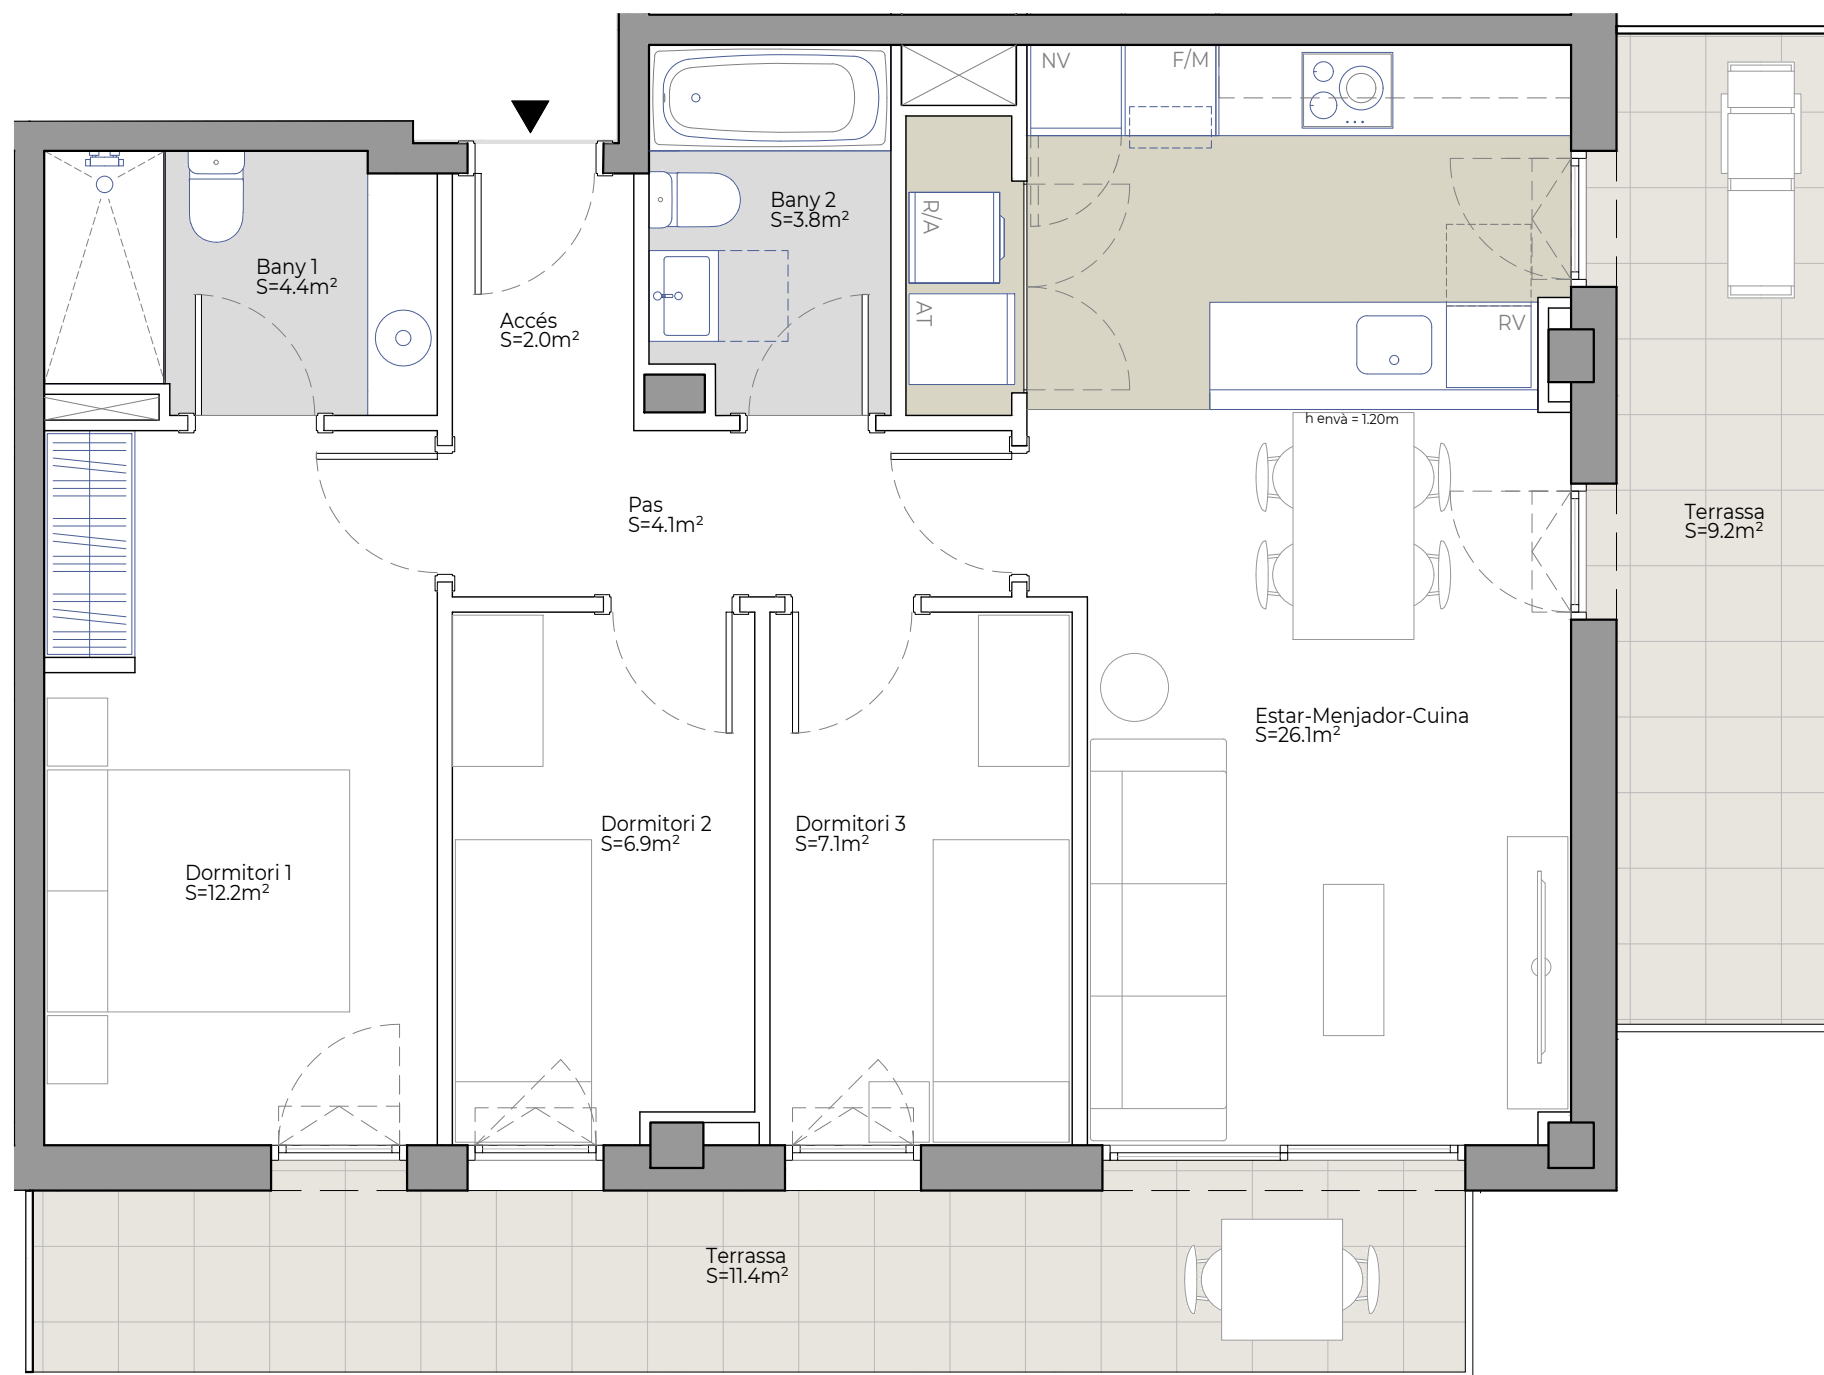 NV
F/M
Bany 2
S=3.8m²
R/A
Bany 1
S=4.4m²
AT
Accés
S=2.0m²
RV
h envà = 1.20m
Pas
S=4.1m²
Terrassa
S=9.2m²
Estar-Menjador-Cuina
S=26.1m²
Dormitori 2
S=6.9m²
Dormitori 3
S=7.1m²
Dormitori 1
S=12.2m²
Terrassa
S=11.4m²